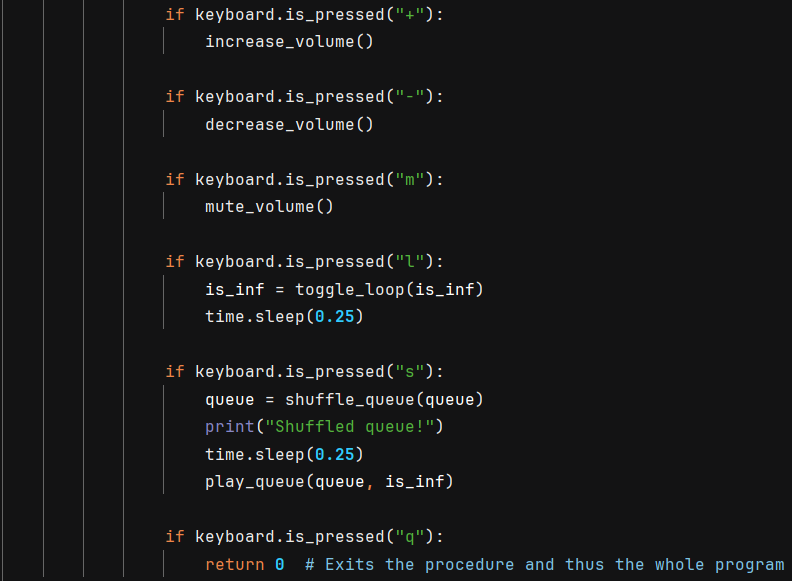 if keyboard.is_pressed("+"):
increase_volume()
if keyboard.is_pressed("-"):
decrease_volume()
if keyboard.is_pressed("m"):
mute_volume()
if keyboard.is_pressed("l"):
is_inf = toggle_loop(is_inf)
time.sleep(0.25)
if keyboard.is_pressed("s"):
queue = shuffle_queue(queue)
print("Shuffled queue!")
time.sleep(0.25)
play_queue(queue, is_inf)
if keyboard.is_pressed("q"):
return 0  # Exits the procedure and thus the whole program